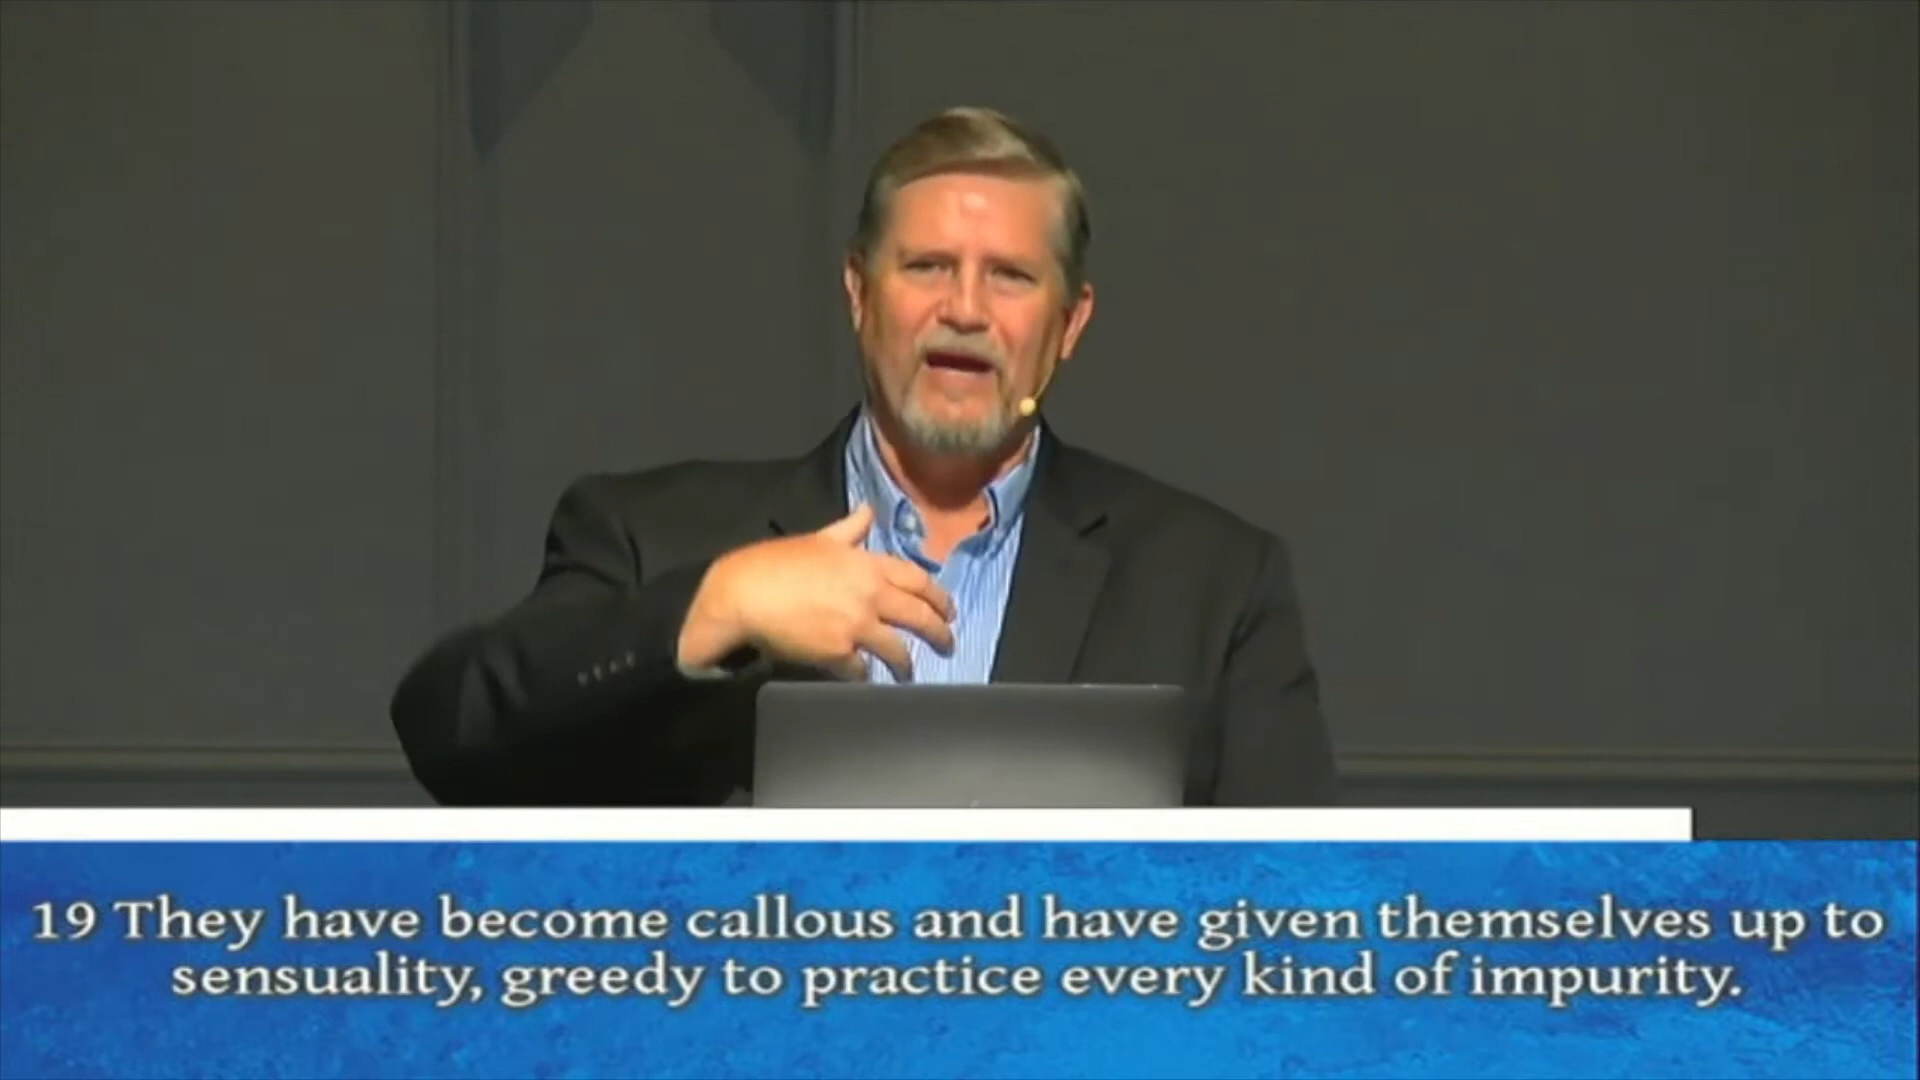 19 They have become callous and have given themselves up to
sensuality, greedy to practice every kind of impurity.